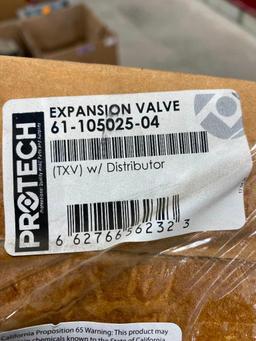 PROTECH
EXPANSION VALVE
61-105025-04
(TXV) w/ Distributor
6 62766 56232 3
California Proposition 65 Warning: This product may
chemicals known to the State of California